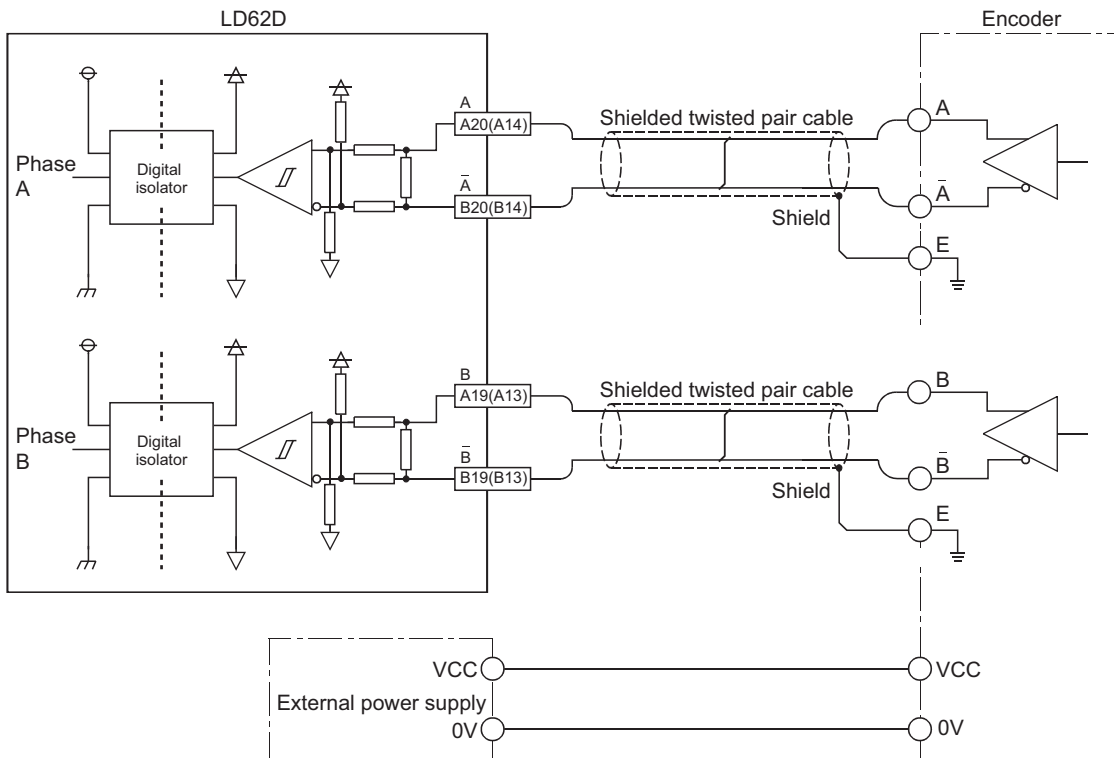 LD62D
Encoder
A
A20(A14)
Shielded twisted pair cable
A
Phase
A
Digital
isolator
A̅
B20(B14)
A̅
Shield
E
B
A19(A13)
Shielded twisted pair cable
B
Phase
B
Digital
isolator
B̅
B19(B13)
B̅
Shield
E
VCC
VCC
External power supply
0V
0V